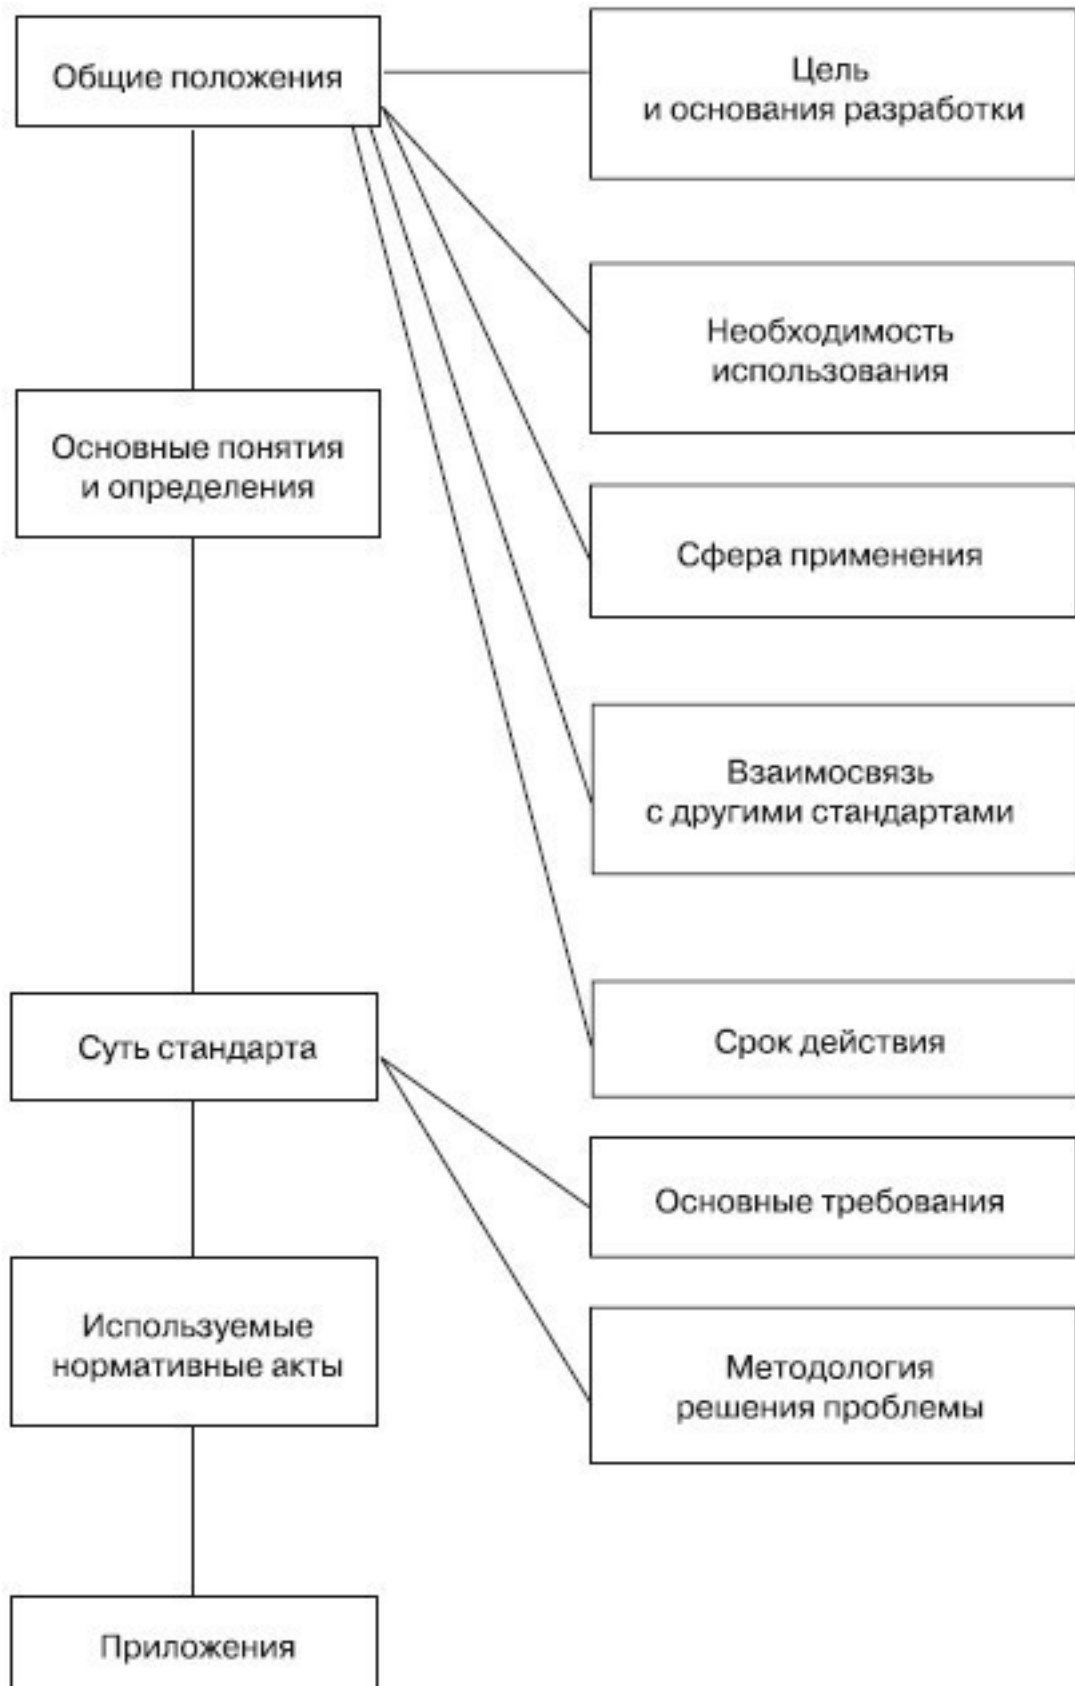 Общие положения
Цель
и основания разработки
Необходимость
использования
Основные понятия
и определения
Сфера применения
Взаимосвязь
с другими стандартами
Суть стандарта
Срок действия
Основные требования
Используемые
нормативные акты
Методология
решения проблемы
Приложения